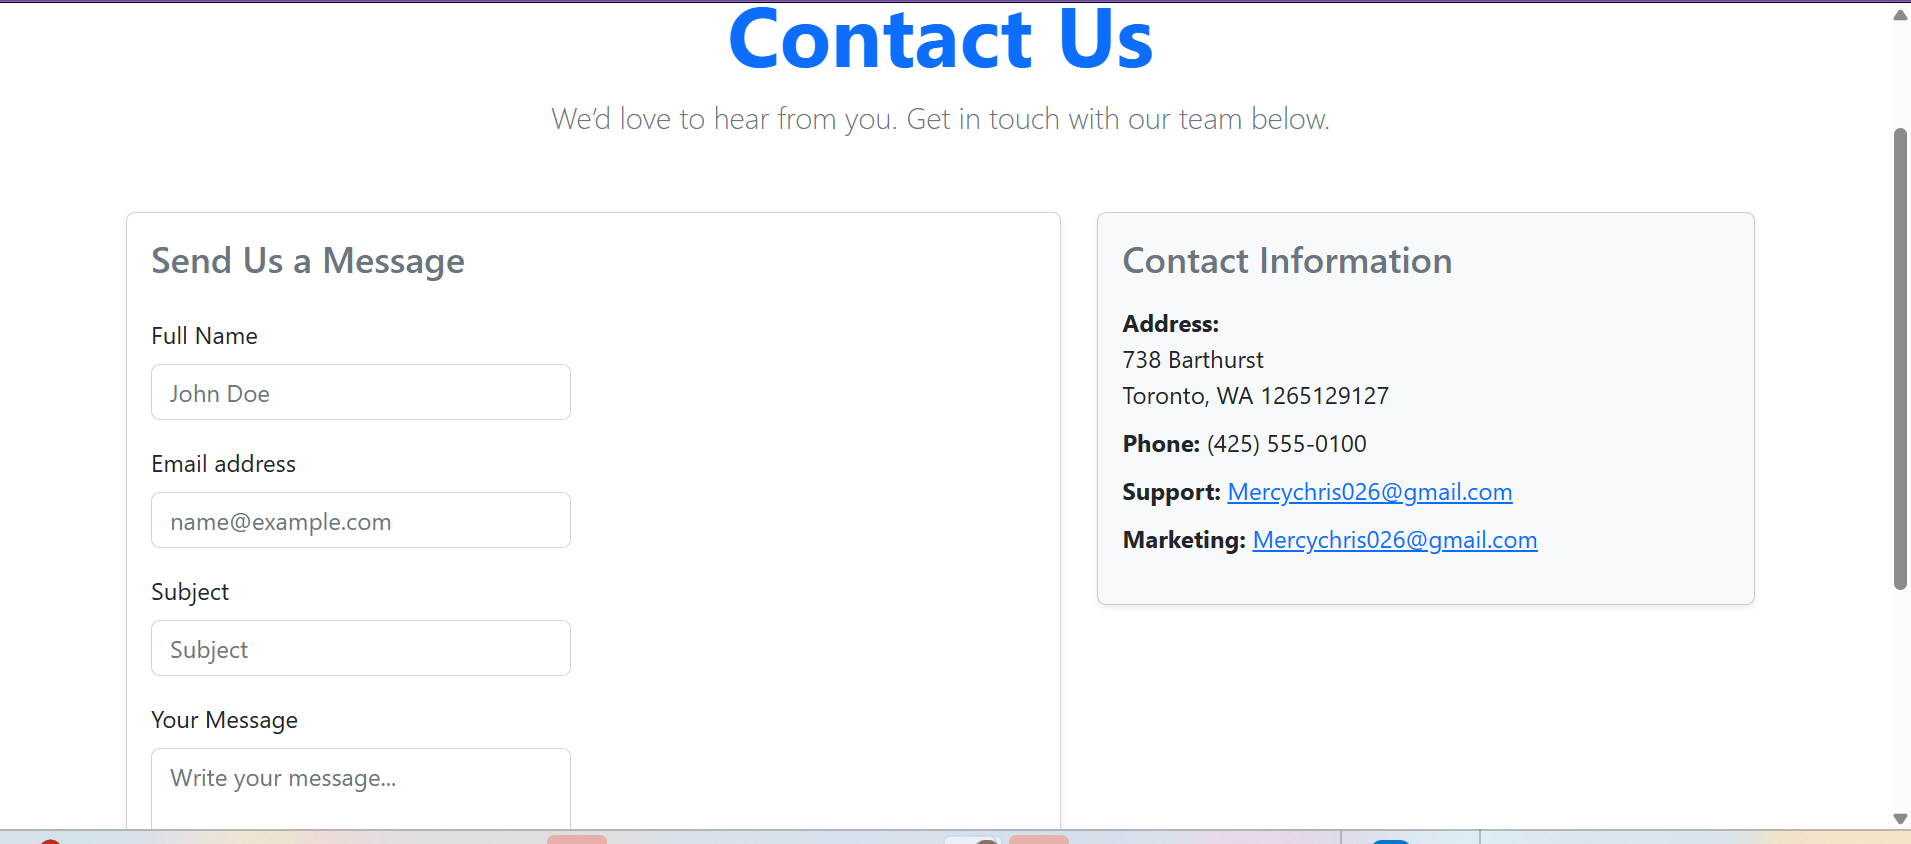 Contact Us
We’d love to hear from you. Get in touch with our team below.
Send Us a Message
Full Name
John Doe
Email address
name@example.com
Subject
Subject
Your Message
Write your message...
Contact Information
Address:
738 Barthurst
Toronto, WA 1265129127
Phone: (425) 555-0100
Support: Mercychris026@gmail.com
Marketing: Mercychris026@gmail.com